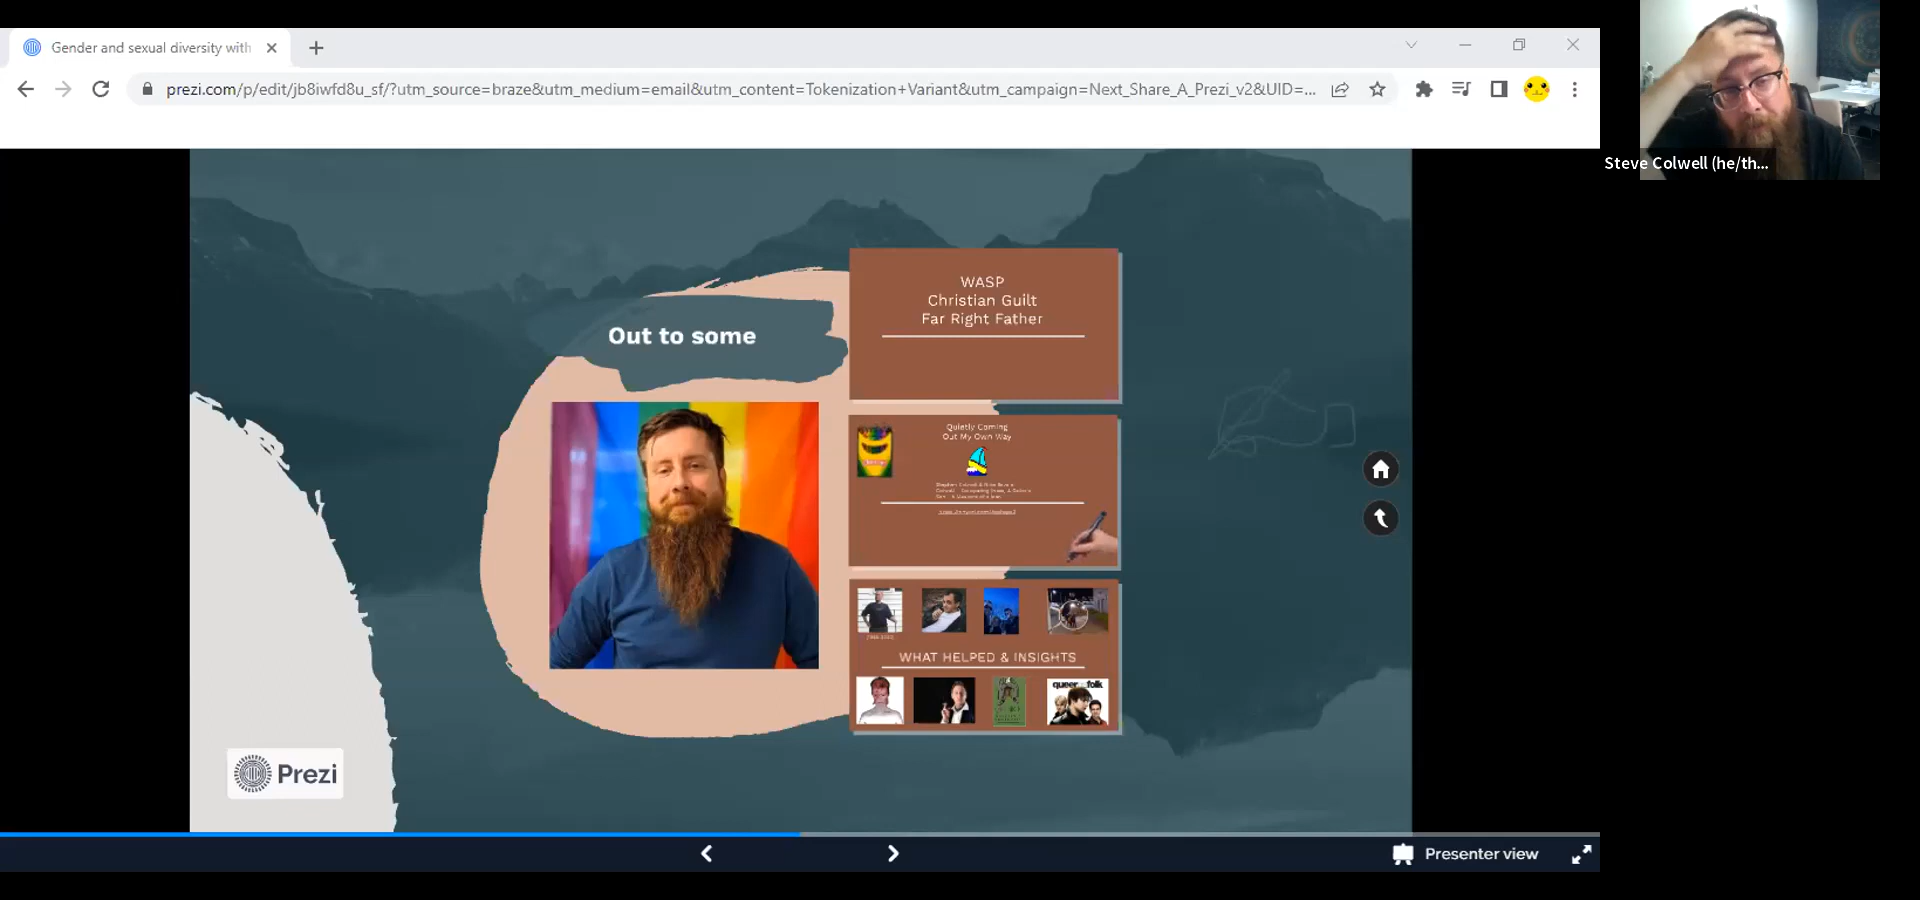 Gender and sexual diversity with
prezi.com/p/edit/jb8iwfd8u_sf/?utm_source=braze&utm_medium=email&utm_content=Tokenization+Variant&utm_campaign=Next_Share_A_Prezi_v2&UID=...
Steve Colwell (he/th...
WASP
Christian Guilt
Far Right Father
Out to some
Quietly Coming
Out My Own Way
WHAT HELPED & INSIGHTS
queer as folk
Prezi
Presenter view